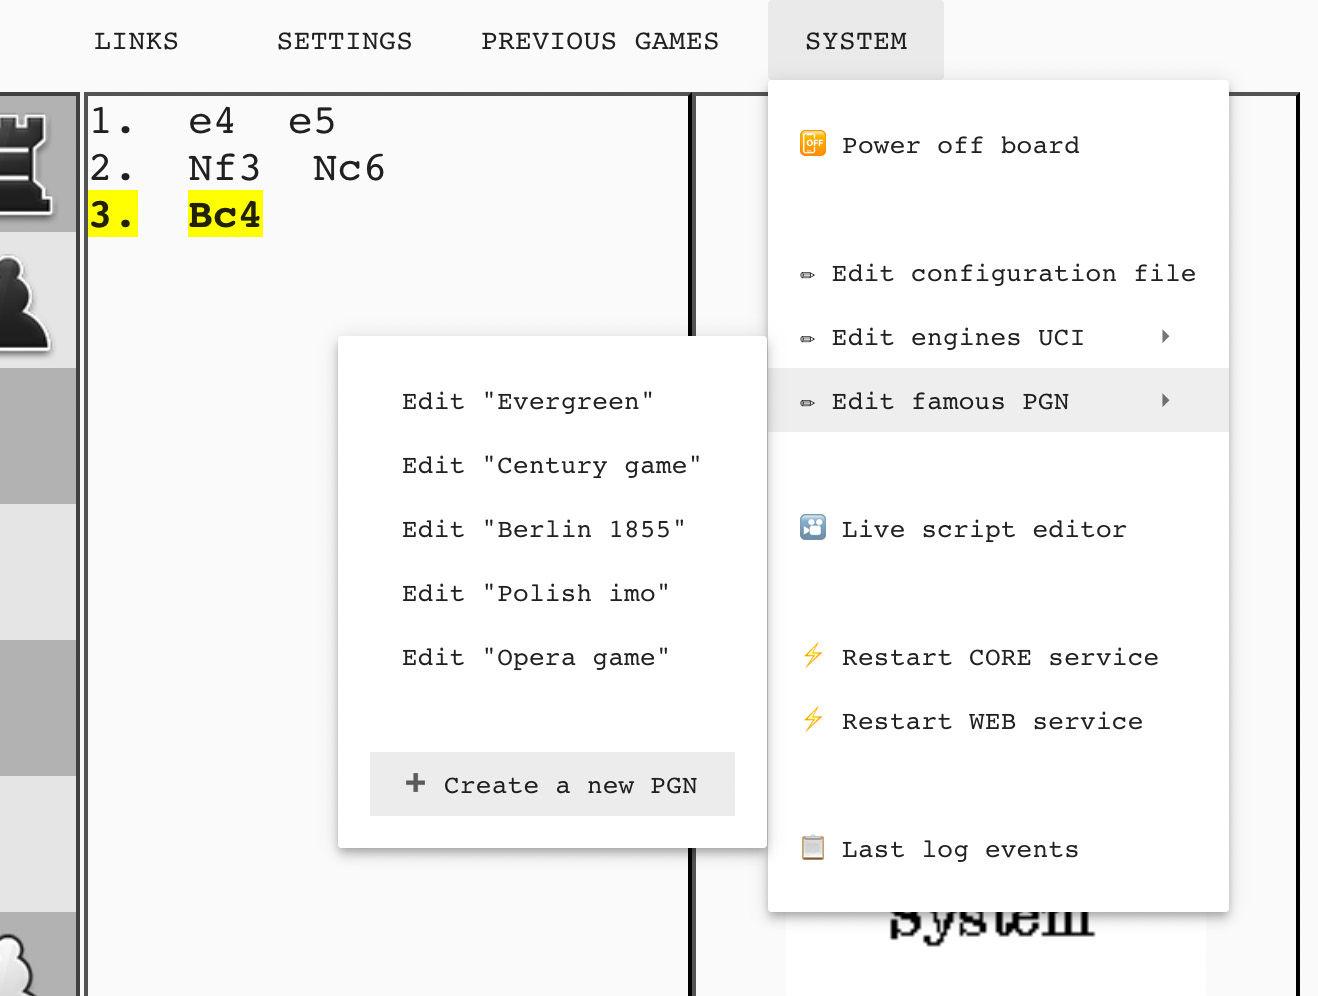 LINKS SETTINGS PREVIOUS GAMES SYSTEM
1. e4 e5
2. Nf3 Nc6
3. Bc4
OFF Power off board
Edit configuration file
Edit engines UCI
Edit famous PGN
Edit "Evergreen"
Edit "Century game"
Edit "Berlin 1855"
Edit "Polish imo"
Edit "Opera game"
+ Create a new PGN
Live script editor
Restart CORE service
Restart WEB service
Last log events
System